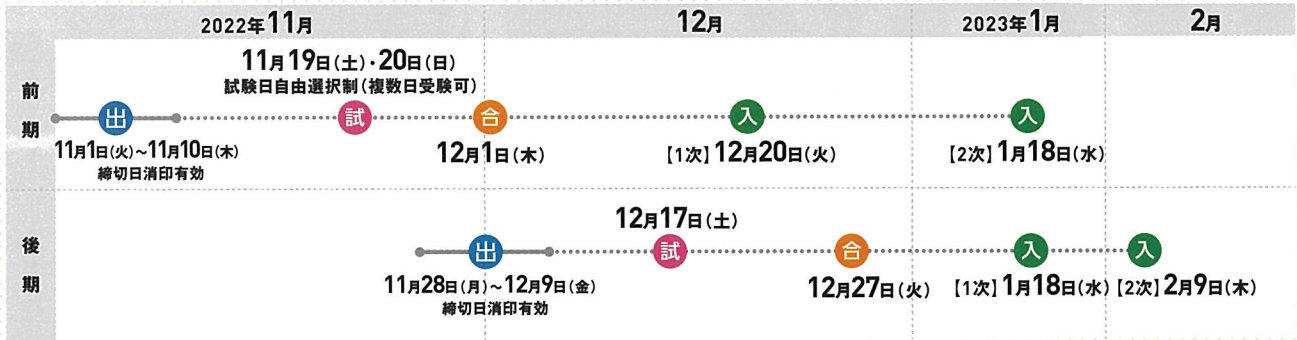 2022年11月
12月
2023年1月
2月
前期
11月19日(土)・20日(日)
試験日自由選択制(複数日受験可)
出
試
合
入
入
11月1日(火)～11月10日(木)
締切日消印有効
12月1日(木)
【1次】12月20日(火)
【2次】1月18日(水)
後期
12月17日(土)
出
試
合
入
入
11月28日(月)～12月9日(金)
締切日消印有効
12月27日(火)
【1次】1月18日(水)
【2次】2月9日(木)